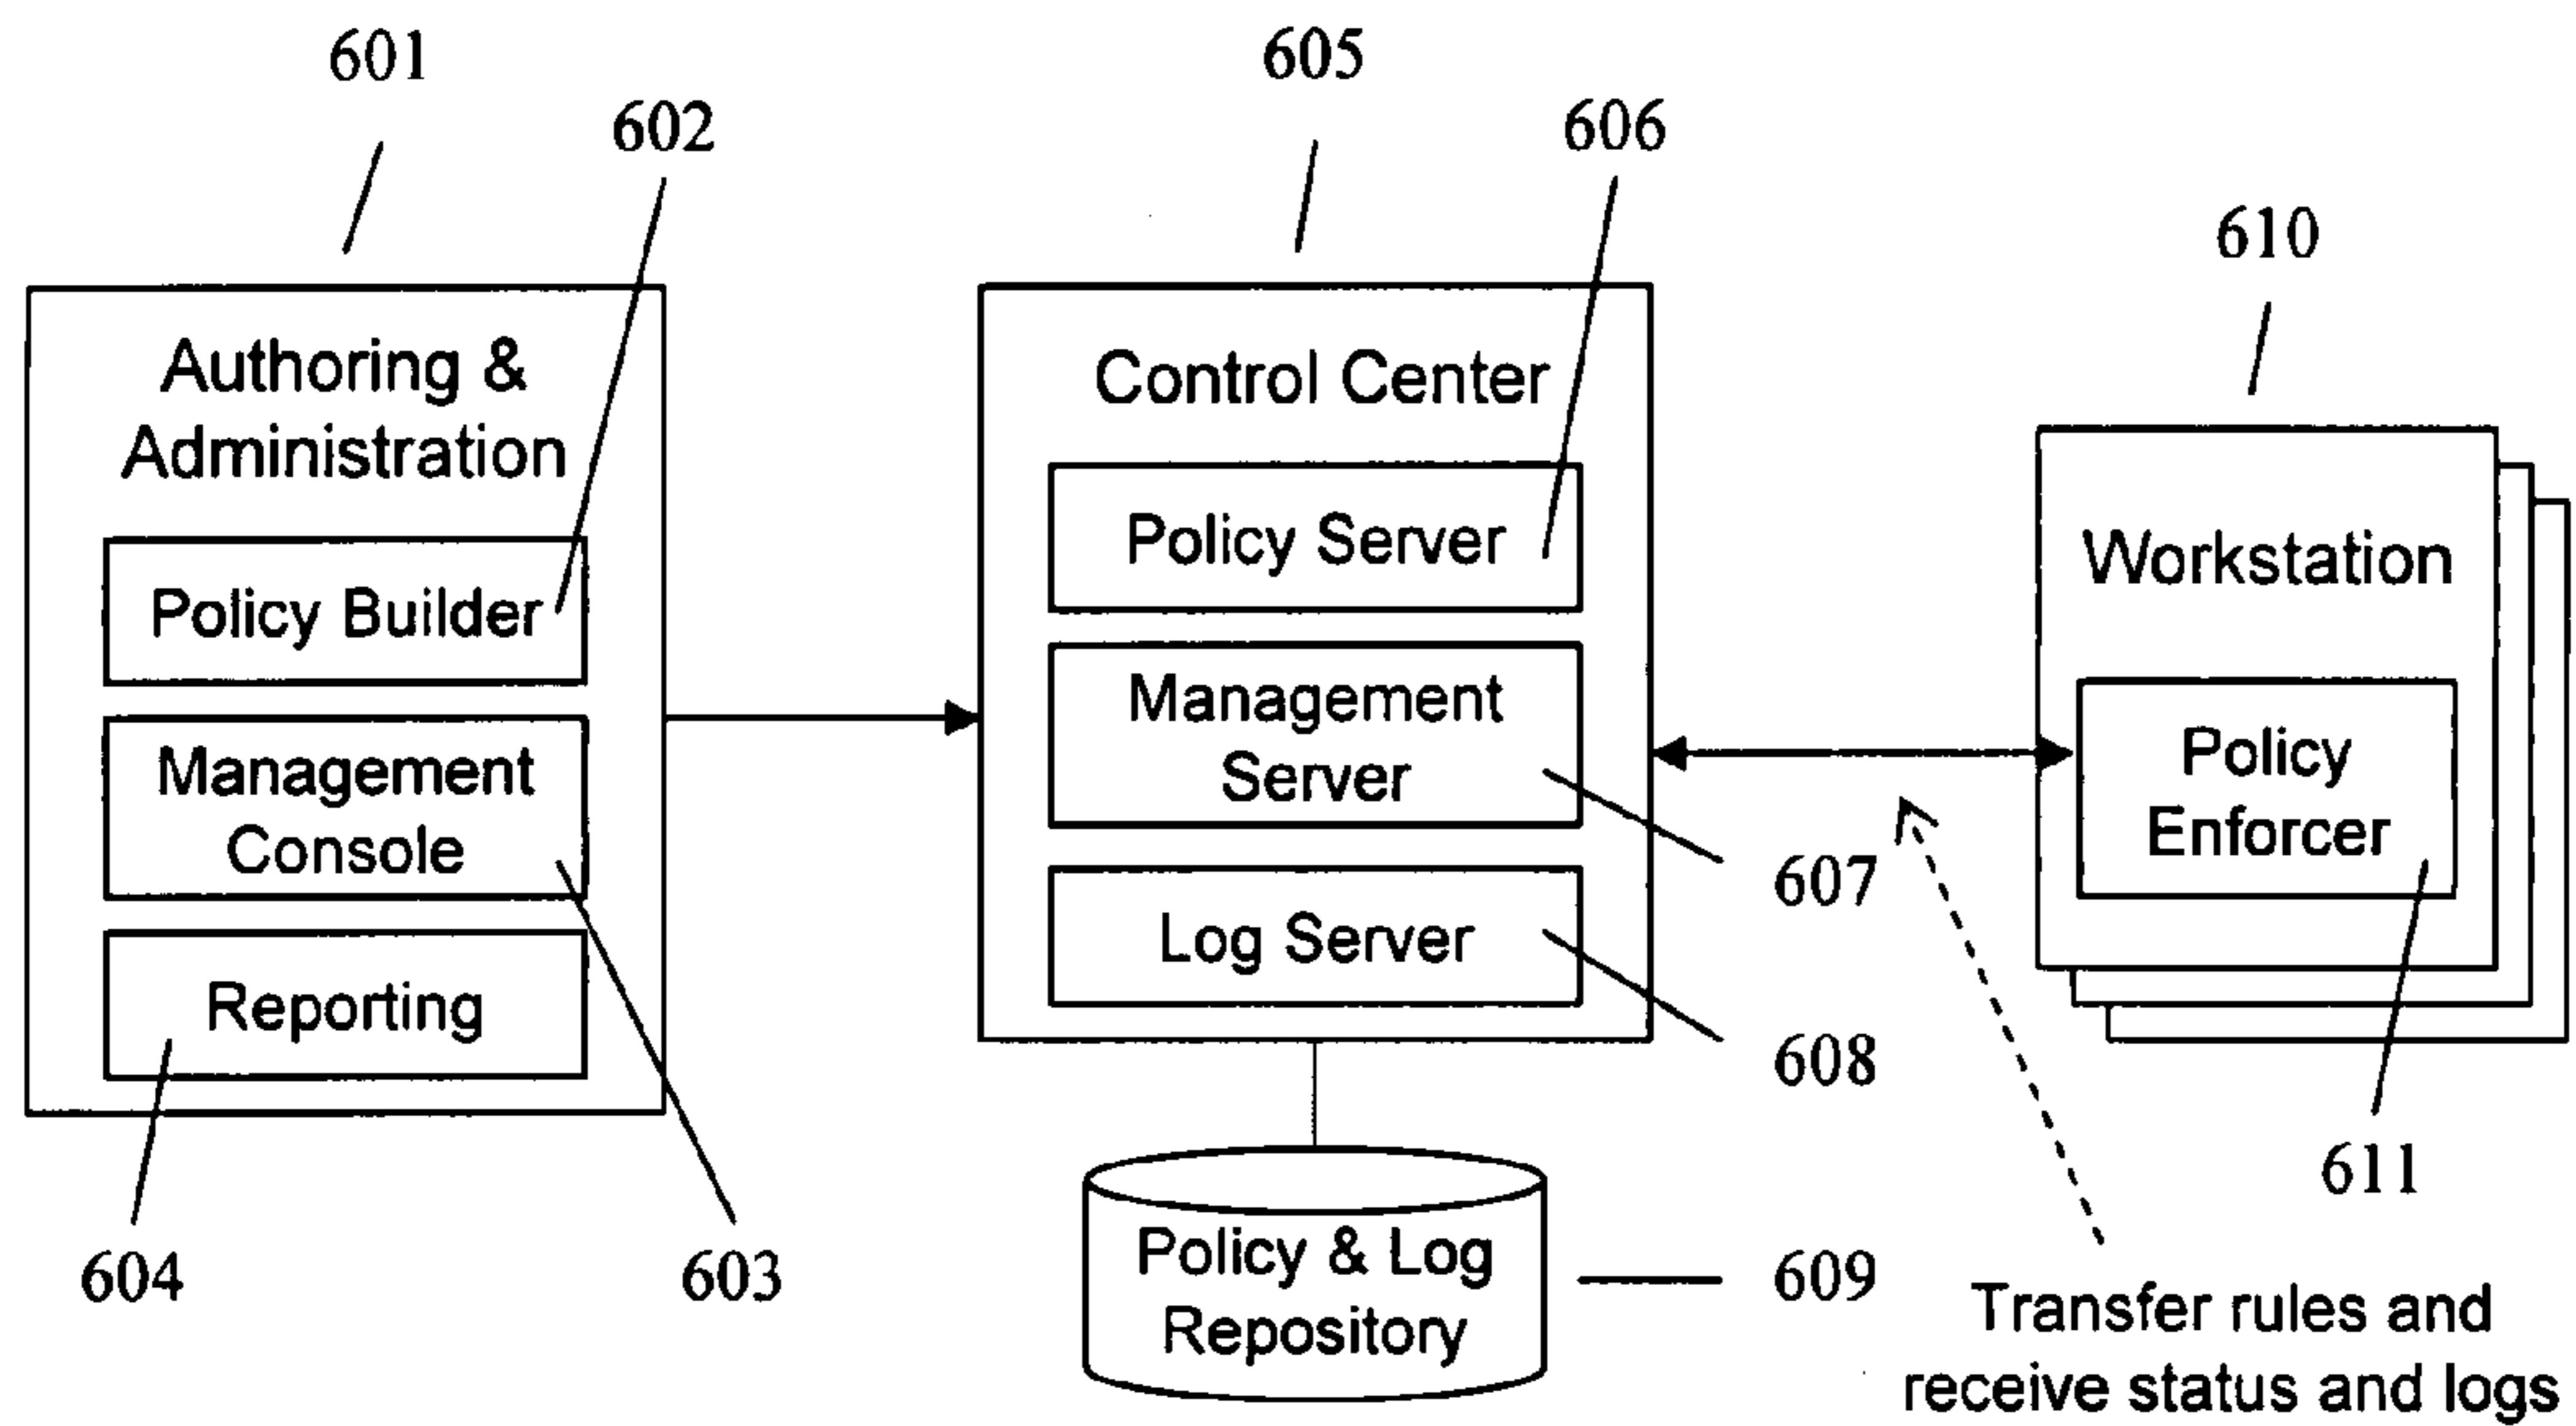 601
605
602
606
610
Authoring &
Administration
Control Center
Policy Builder
Policy Server
Workstation
Management
Console
Management
Server
Policy
Enforcer
Reporting
Log Server
607
608
611
604
603
Policy & Log
Repository
609
Transfer rules and
receive status and logs